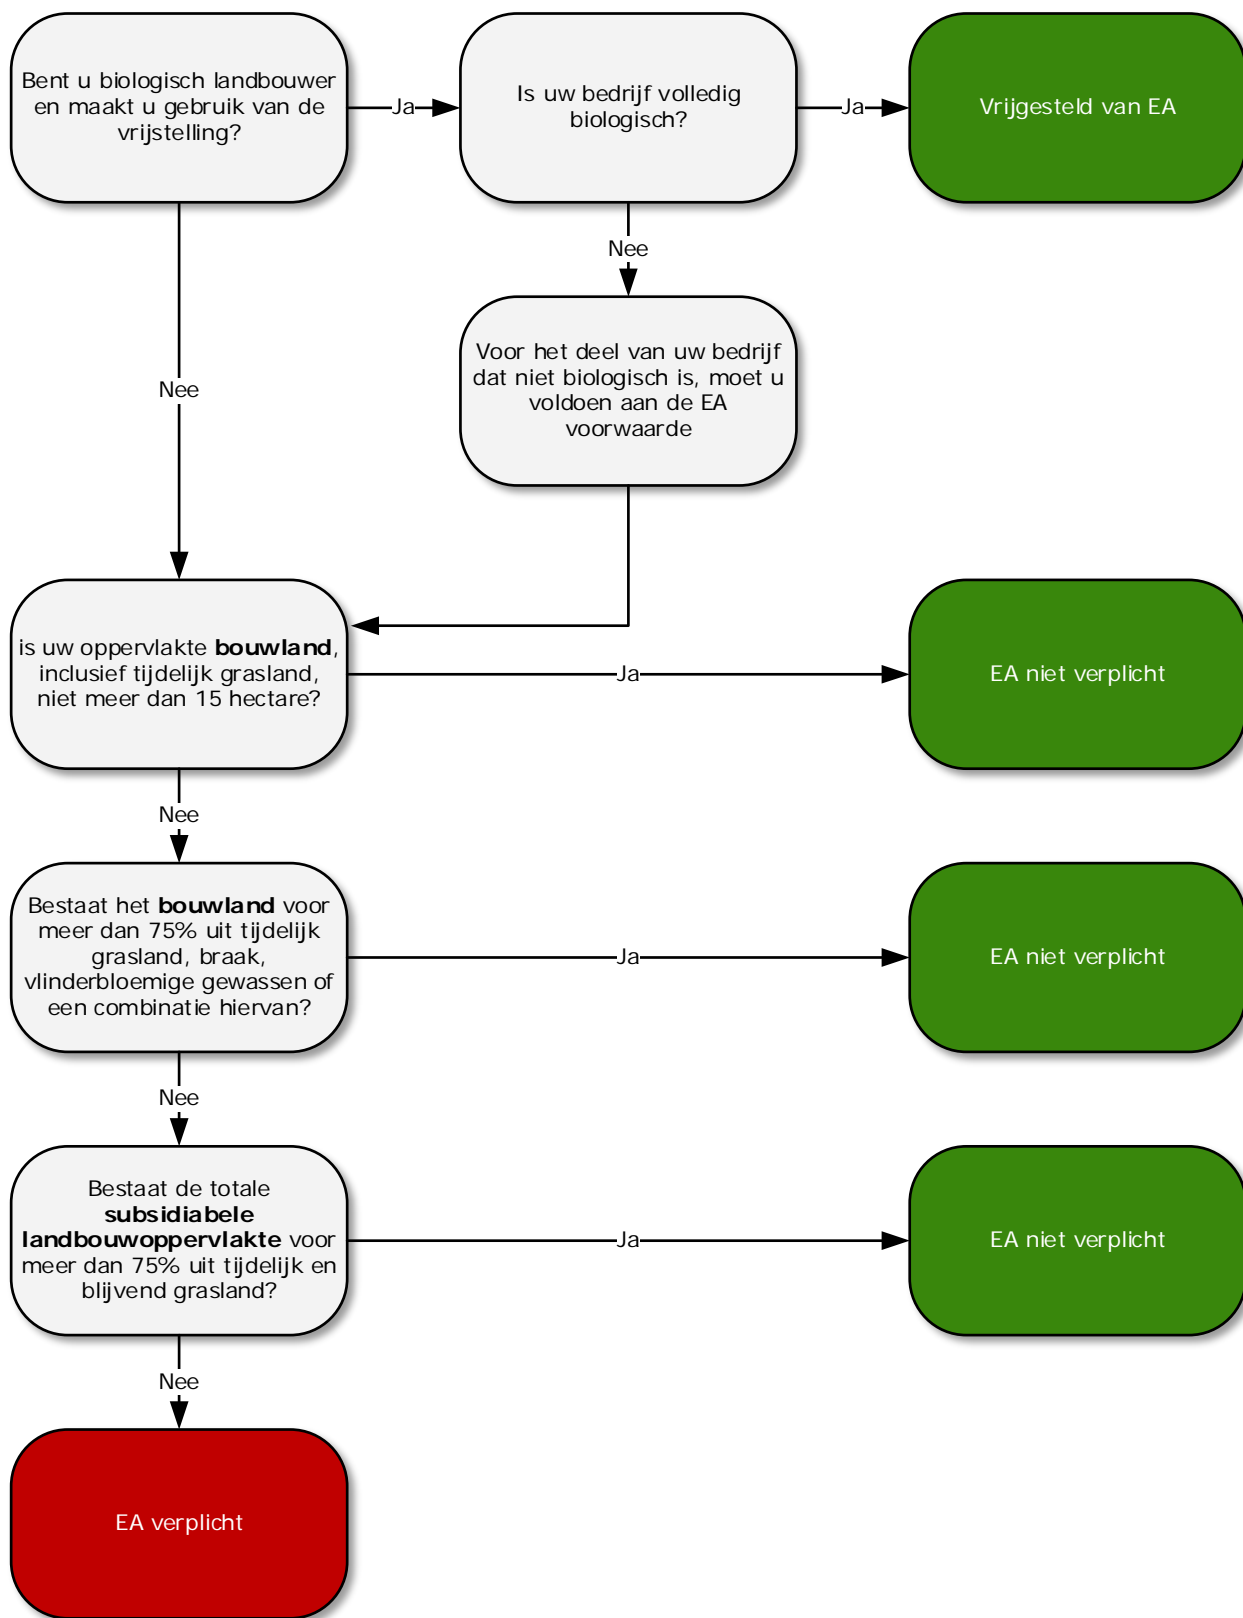 Bent u biologisch landbouwer
en maakt u gebruik van de
vrijstelling?
Ja
Is uw bedrijf volledig
biologisch?
Ja
Vrijgesteld van EA
Nee
Voor het deel van uw bedrijf
dat niet biologisch is, moet u
voldoen aan de EA
voorwaarde
Nee
is uw oppervlakte bouwland,
inclusief tijdelijk grasland,
niet meer dan 15 hectare?
Ja
EA niet verplicht
Nee
Bestaat het bouwland voor
meer dan 75% uit tijdelijk
grasland, braak,
vlinderbloemige gewassen of
een combinatie hiervan?
Ja
EA niet verplicht
Nee
Bestaat de totale
subsidiabele
landbouwoppervlakte voor
meer dan 75% uit tijdelijk en
blijvend grasland?
Ja
EA niet verplicht
Nee
EA verplicht